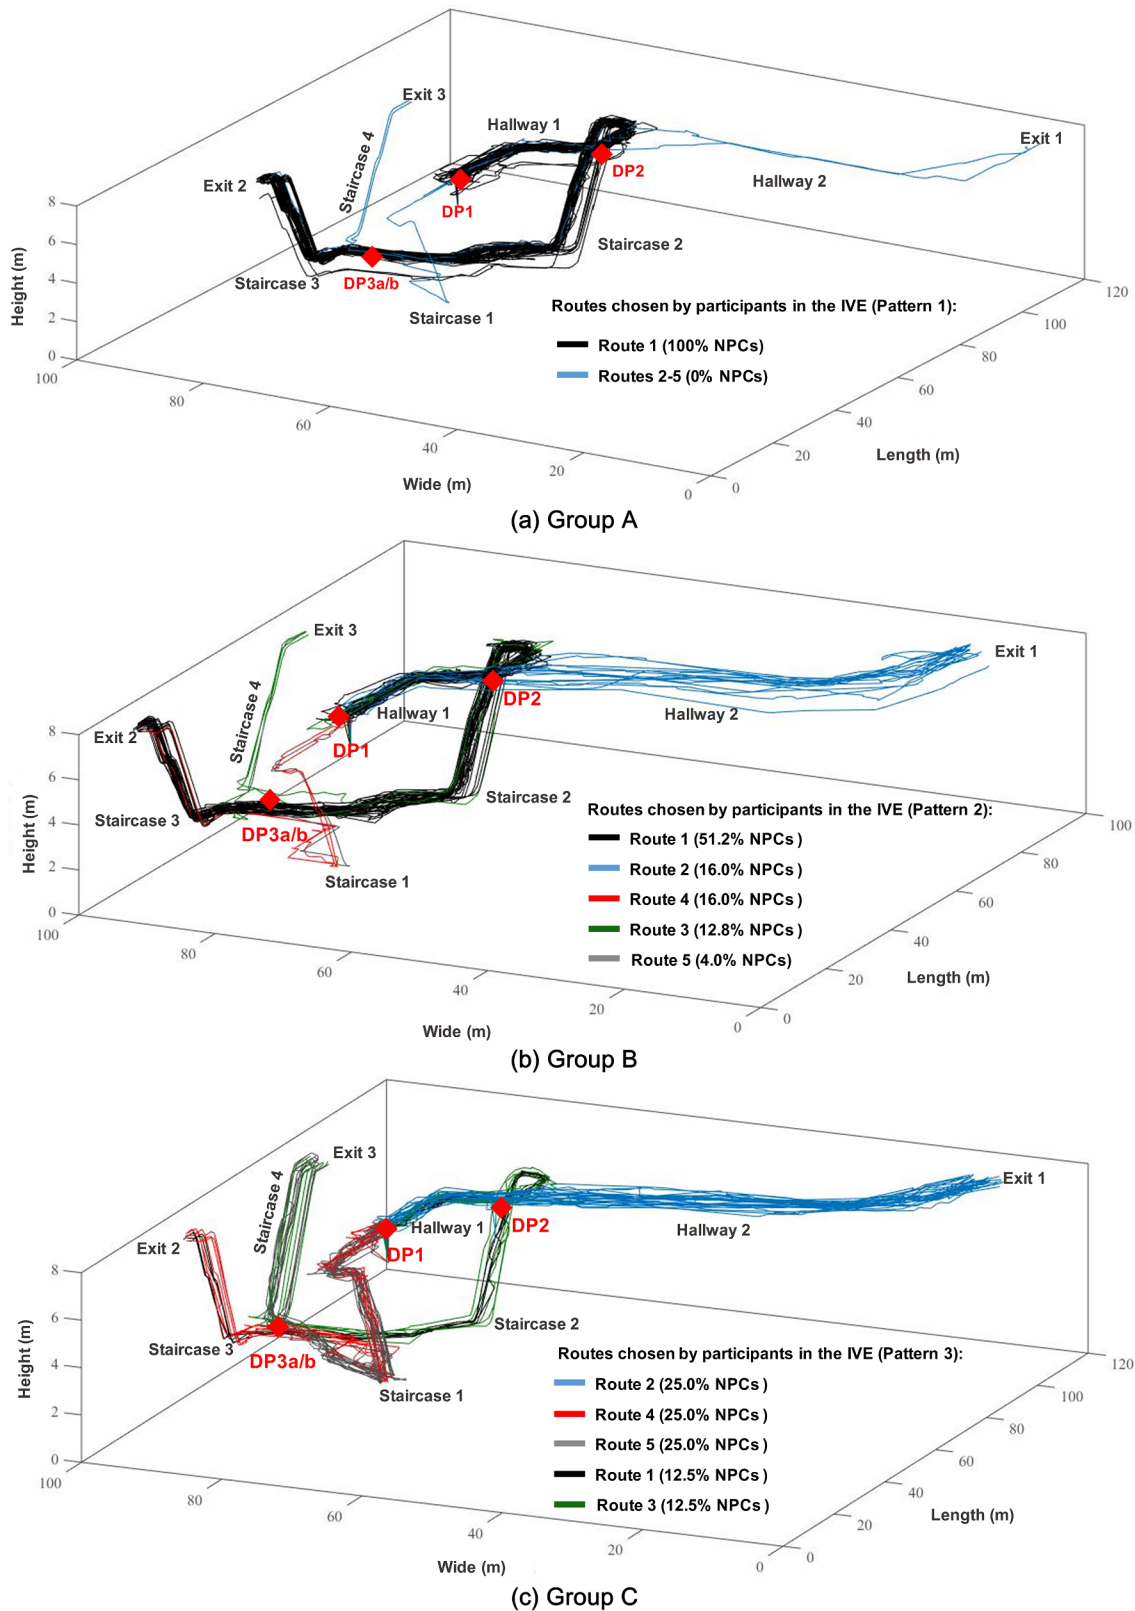 Exit 3
Hallway 1
Exit 1
Staircase 4
DP2
Exit 2
Hallway 2
DP1
8
6
Staircase 2
4
Staircase 3
DP3a/b
120
Height (m)
2
Staircase 1
Routes chosen by participants in the IVE (Pattern 1):
100
0
Route 1 (100% NPCs)
80
100
Routes 2-5 (0% NPCs)
60
80
40
60
20
Length (m)
40
20
Wide (m)
0
0
(a) Group A
Exit 3
Exit 1
Staircase 4
DP2
Hallway 1
Hallway 2
8
Exit 2
DP1
6
Staircase 2
Staircase 3
Routes chosen by participants in the IVE (Pattern 2):
100
4
DP3a/b
Route 1 (51.2% NPCs )
Height (m)
2
Staircase 1
Route 2 (16.0% NPCs )
80
Route 4 (16.0% NPCs )
60
0
100
Route 3 (12.8% NPCs )
40
80
Route 5 (4.0% NPCs)
60
20
Length (m)
40
20
0
Wide (m)
0
(b) Group B
Exit 3
Staircase 4
Exit 1
Hallway 1
DP2
Hallway 2
Exit 2
DP1
8
6
Staircase 2
Staircase 3
DP3a/b
Routes chosen by participants in the IVE (Pattern 3):
120
4
Height (m)
Staircase 1
Route 2 (25.0% NPCs )
100
2
Route 4 (25.0% NPCs )
80
Route 5 (25.0% NPCs )
60
0
100
Route 1 (12.5% NPCs )
40
80
Route 3 (12.5% NPCs )
60
20
Length (m)
40
20
0
Wide (m)
0
(c) Group C